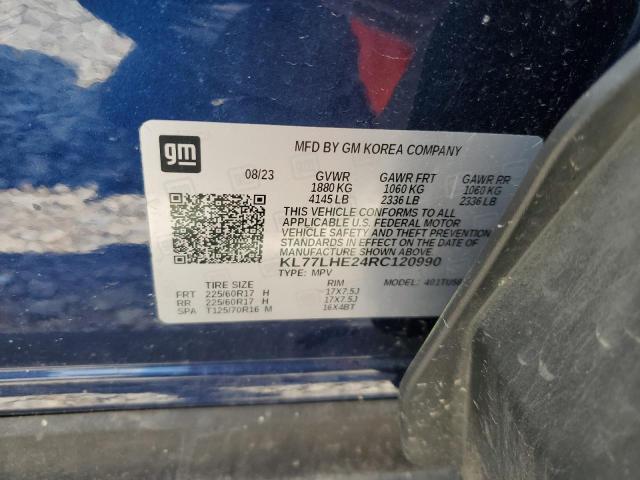 gm
MFD BY GM KOREA COMPANY
08/23 GVWR GAWR FRT GAWR RR
1880 KG 1060 KG 1060 KG
4145 LB 2336 LB 2336 LB
THIS VEHICLE CONFORMS TO ALL
APPLICABLE U.S. FEDERAL MOTOR
VEHICLE SAFETY AND THEFT PREVENTION
STANDARDS IN EFFECT ON THE DATE OF
MANUFACTURE SHOWN ABOVE.
KL77LHE24RC120990
TYPE: MPV MODEL:
TIRE SIZE RIM
FRT 225/60R17 H 17X7.5J
RR 225/60R17 H 17X7.5J
SPA T125/70R16 M 16X4BT